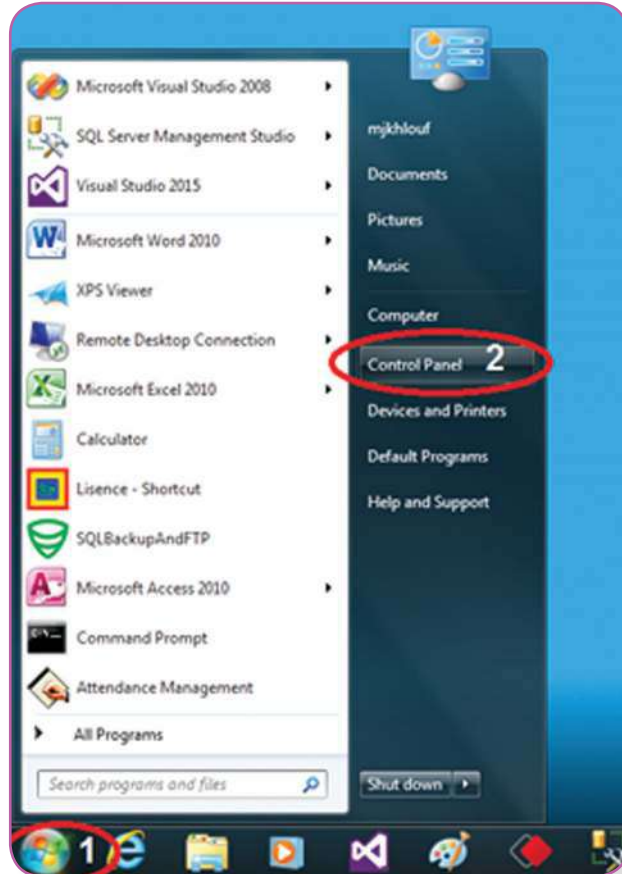 Microsoft Visual Studio 2008
SQL Server Management Studio
Visual Studio 2015
Microsoft Word 2010
XPS Viewer
Remote Desktop Connection
Microsoft Excel 2010
Calculator
Lisence - Shortcut
SQLBackupAndFTP
Microsoft Access 2010
Command Prompt
Attendance Management
All Programs
Search programs and files
mjkhlouf
Documents
Pictures
Music
Computer
Control Panel 2
Devices and Printers
Default Programs
Help and Support
Shut down
1